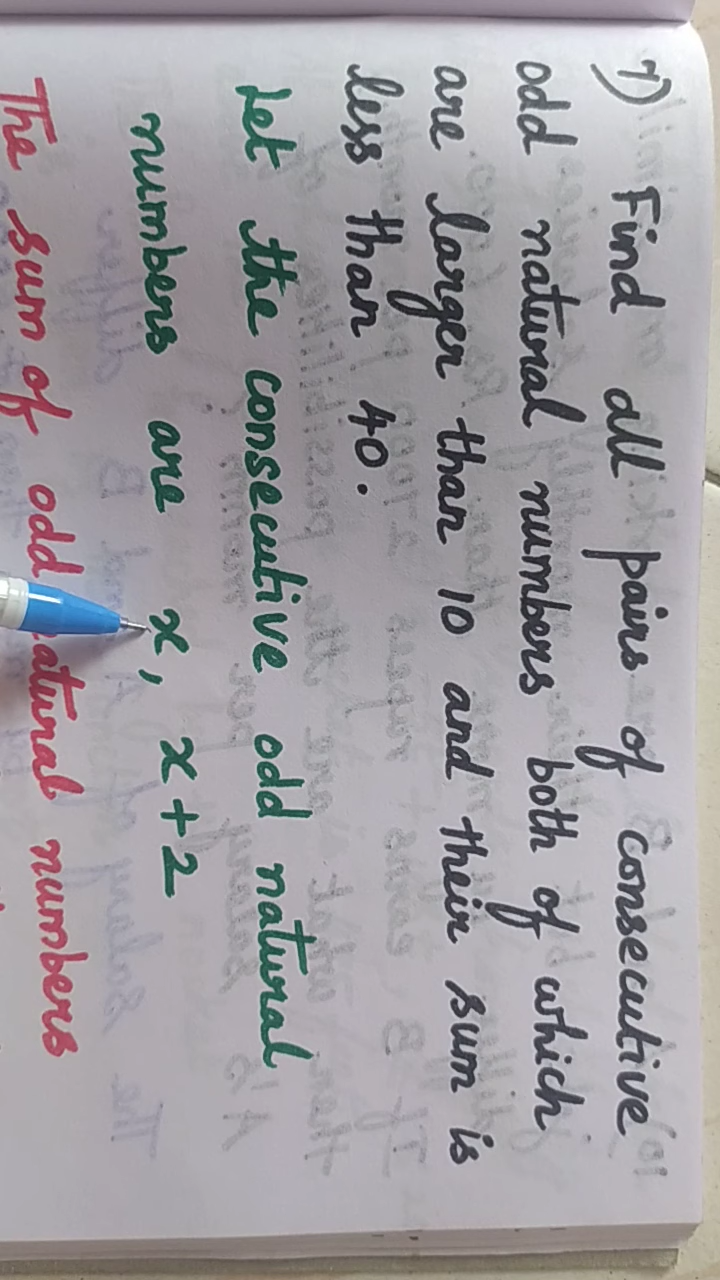 7) Find all pairs of consecutive
odd natural numbers both of which
are larger than 10 and their sum is
less than 40.
Let the consecutive odd natural
numbers are x, x+2
The sum of odd natural numbers